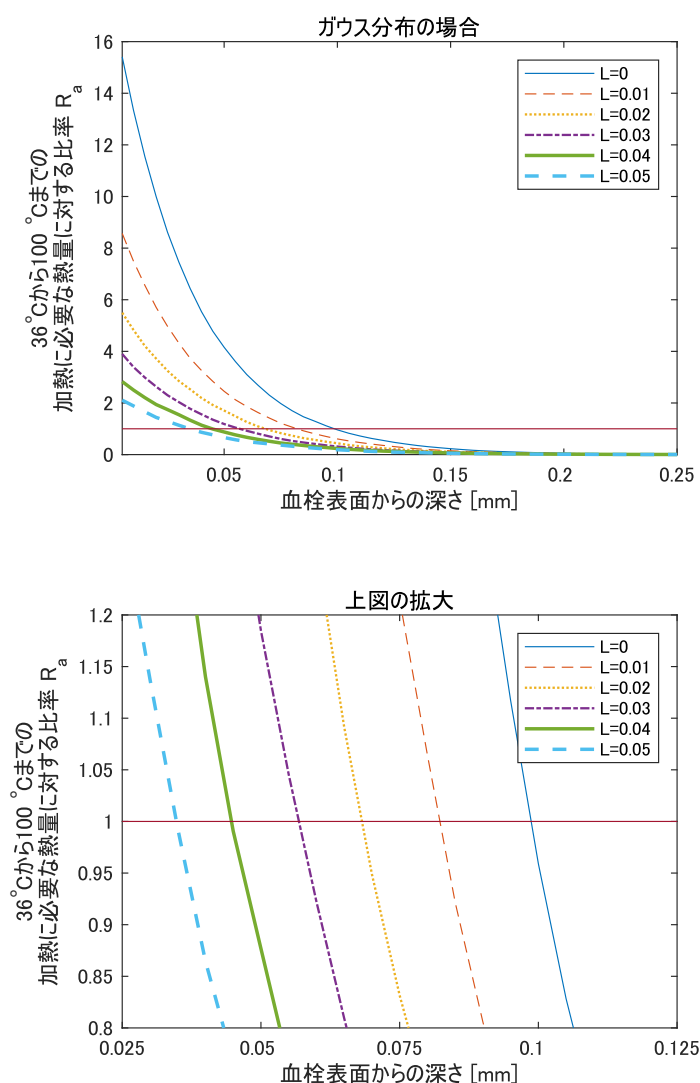 ガウス分布の場合
36°Cから100 °Cまでの
加熱に必要な熱量に対する比率 Ra
16
14
12
10
8
6
4
2
0
0.05
0.1
0.15
0.2
0.25
血栓表面からの深さ [mm]
L=0
L=0.01
L=0.02
L=0.03
L=0.04
L=0.05
上図の拡大
36°Cから100 °Cまでの
加熱に必要な熱量に対する比率 Ra
1.2
1.15
1.1
1.05
1
0.95
0.9
0.85
0.8
0.025
0.05
0.075
0.1
0.125
血栓表面からの深さ [mm]
L=0
L=0.01
L=0.02
L=0.03
L=0.04
L=0.05